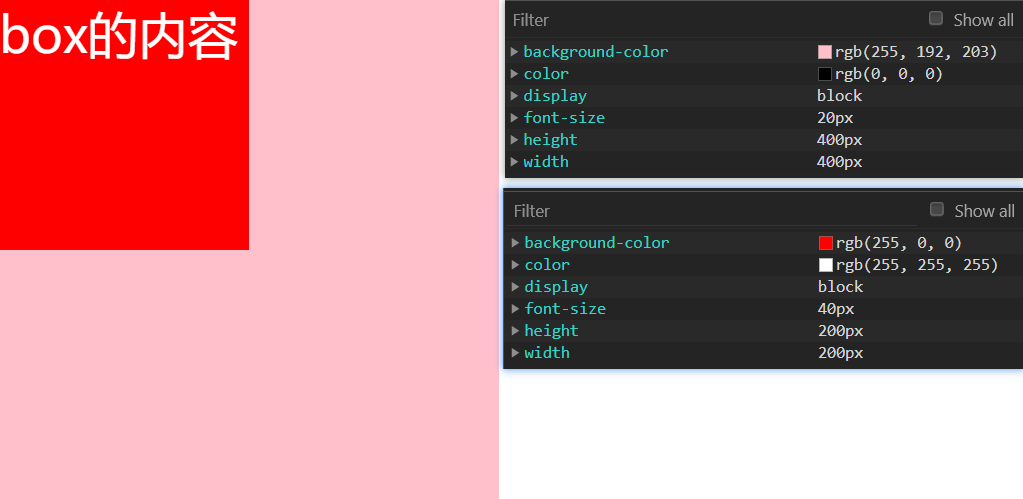 box的内容
Filter Show all
background-color rgb(255, 192, 203)
color rgb(0, 0, 0)
display block
font-size 20px
height 400px
width 400px
Filter Show all
background-color rgb(255, 0, 0)
color rgb(255, 255, 255)
display block
font-size 40px
height 200px
width 200px